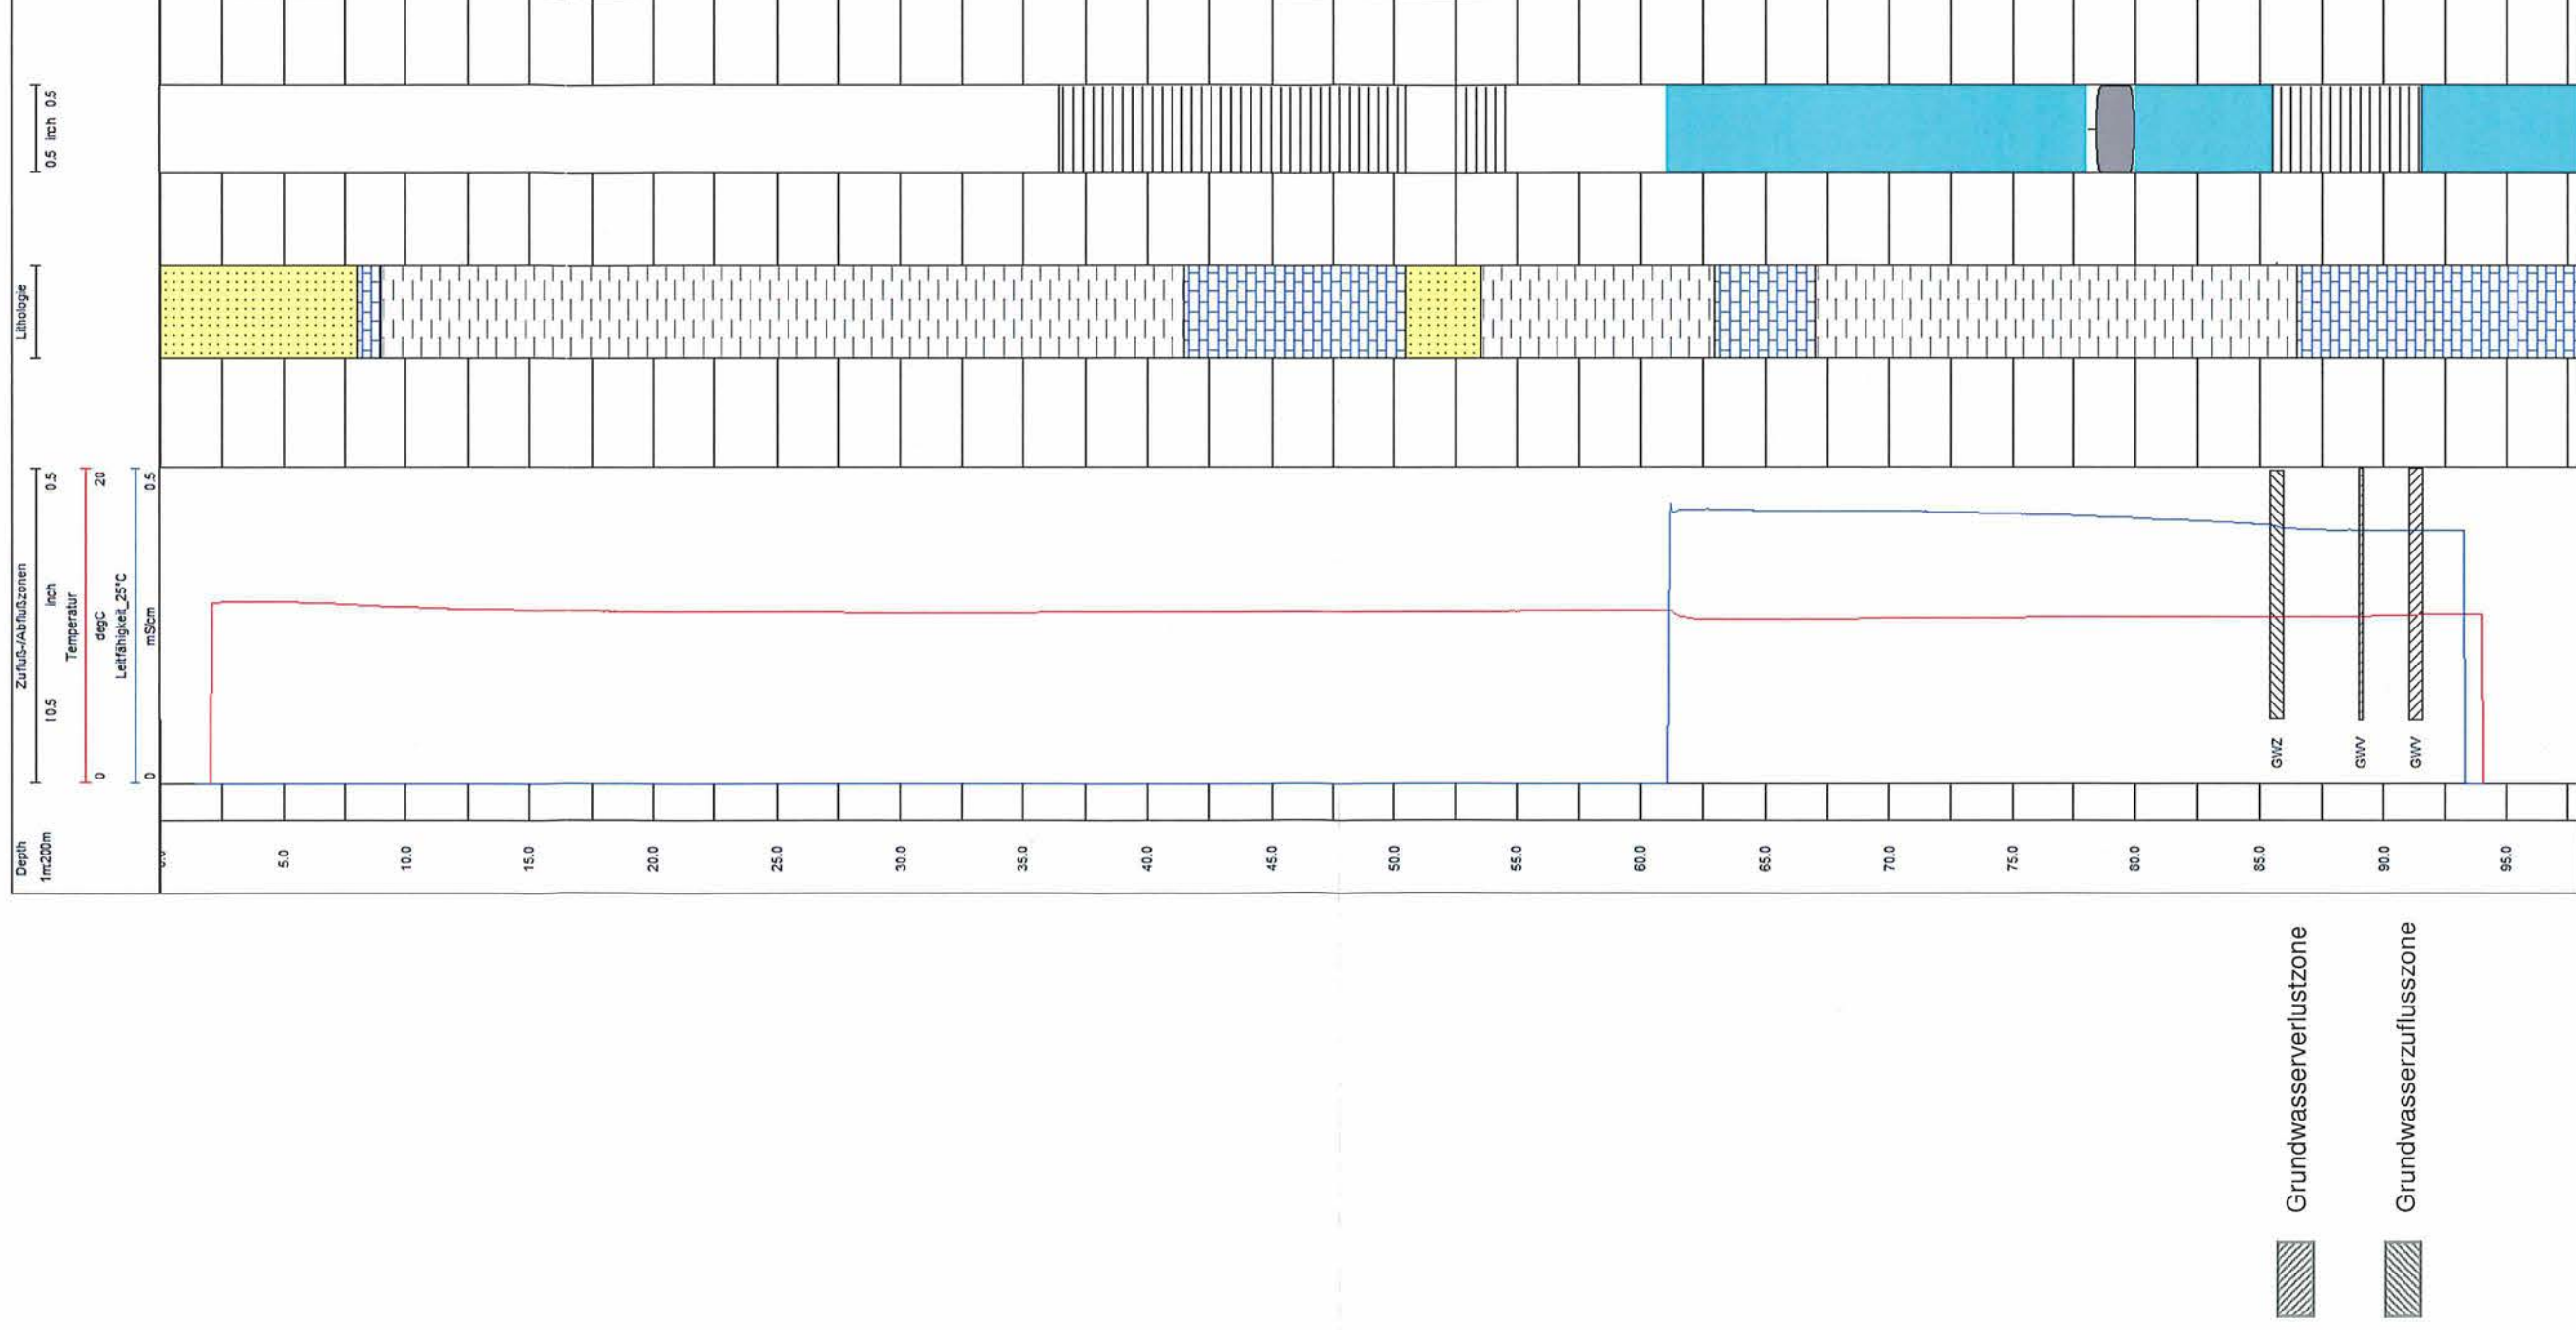 Depth
1m:200m
Zufluß-/Abflußzonen
10.5 inch 0.5
Temperatur
0 degC 20
Leitfähigkeit_25°C
0 mS/cm 0.5
Lithologie
0.5 inch 0.5
5.0
10.0
15.0
20.0
25.0
30.0
35.0
40.0
45.0
50.0
55.0
60.0
65.0
70.0
75.0
80.0
85.0
90.0
95.0
GWZ
GWV
GWV
Grundwasserverlustzone
Grundwasserzuflusszone